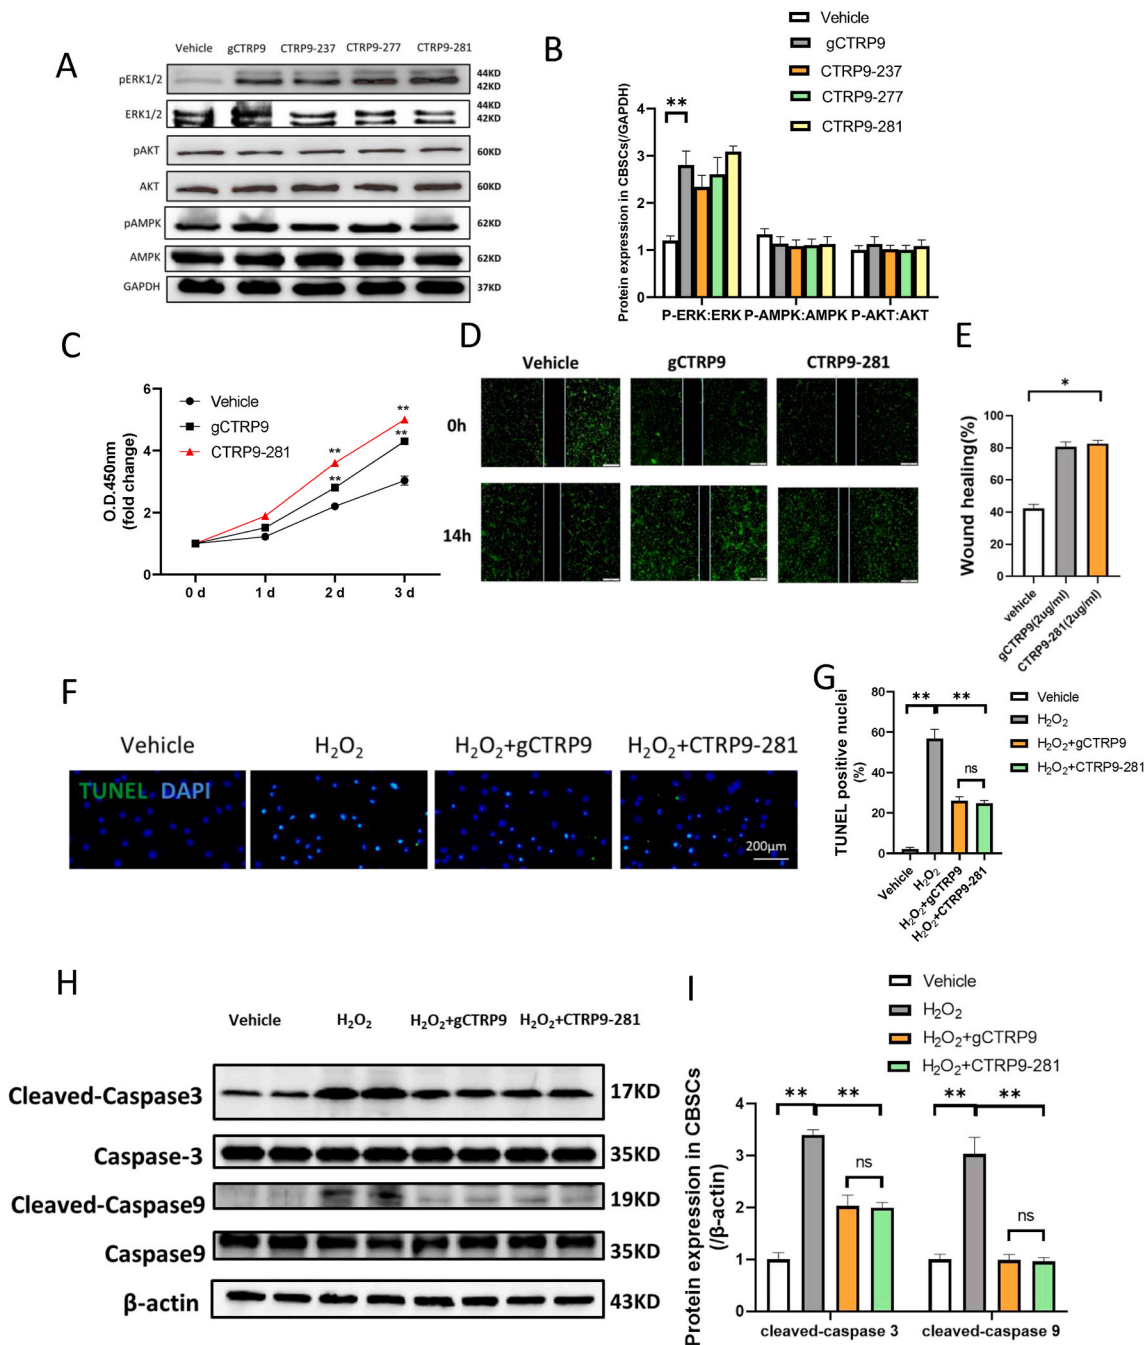 A
Vehicle gCTRP9 CTRP9-237 CTRP9-277 CTRP9-281
pERK1/2 44KD
42KD
ERK1/2 44KD
42KD
pAKT 60KD
AKT 60KD
pAMPK 62KD
AMPK 62KD
GAPDH 37KD
B
Vehicle
gCTRP9
CTRP9-237
CTRP9-277
CTRP9-281
Protein expression in CBSCs(/GAPDH)
4
3
2
1
0
**
P-ERK:ERK P-AMPK:AMPK P-AKT:AKT
C
O.D.450nm
(fold change)
6
4
2
0
Vehicle
gCTRP9
CTRP9-281
**
**
**
**
0 d 1 d 2 d 3 d
D
Vehicle gCTRP9 CTRP9-281
0h
14h
E
Wound healing(%)
100
80
60
40
20
0
*
vehicle
gCTRP9(2ug/ml)
CTRP9-281(2ug/ml)
F
Vehicle H₂O₂ H₂O₂+gCTRP9 H₂O₂+CTRP9-281
TUNEL DAPI
200μm
G
TUNEL positive nuclei
(%)
80
60
40
20
0
** **
ns
Vehicle
H₂O₂
H₂O₂+gCTRP9
H₂O₂+CTRP9-281
Vehicle
H₂O₂
H₂O₂+gCTRP9
H₂O₂+CTRP9-281
H
Vehicle H₂O₂ H₂O₂+gCTRP9 H₂O₂+CTRP9-281
Cleaved-Caspase3 17KD
Caspase-3 35KD
Cleaved-Caspase9 19KD
Caspase9 35KD
β-actin 43KD
I
Vehicle
H₂O₂
H₂O₂+gCTRP9
H₂O₂+CTRP9-281
Protein expression in CBSCs
(/β-actin)
4
3
2
1
0
** ** ** **
ns
ns
cleaved-caspase 3 cleaved-caspase 9